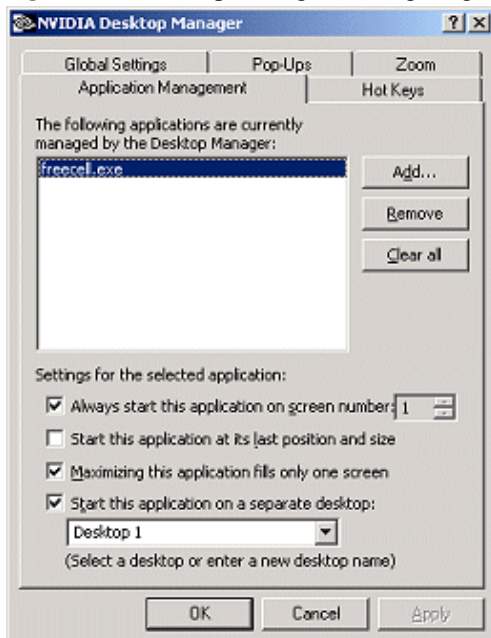 NVIDIA Desktop Manager
Global Settings Pop-Ups Zoom
Application Management Hot Keys
The following applications are currently
managed by the Desktop Manager:
freecell.exe
Add...
Remove
Clear all
Settings for the selected application:
Always start this application on screen number: 1
Start this application at its last position and size
Maximizing this application fills only one screen
Start this application on a separate desktop:
Desktop 1
(Select a desktop or enter a new desktop name)
OK Cancel Apply